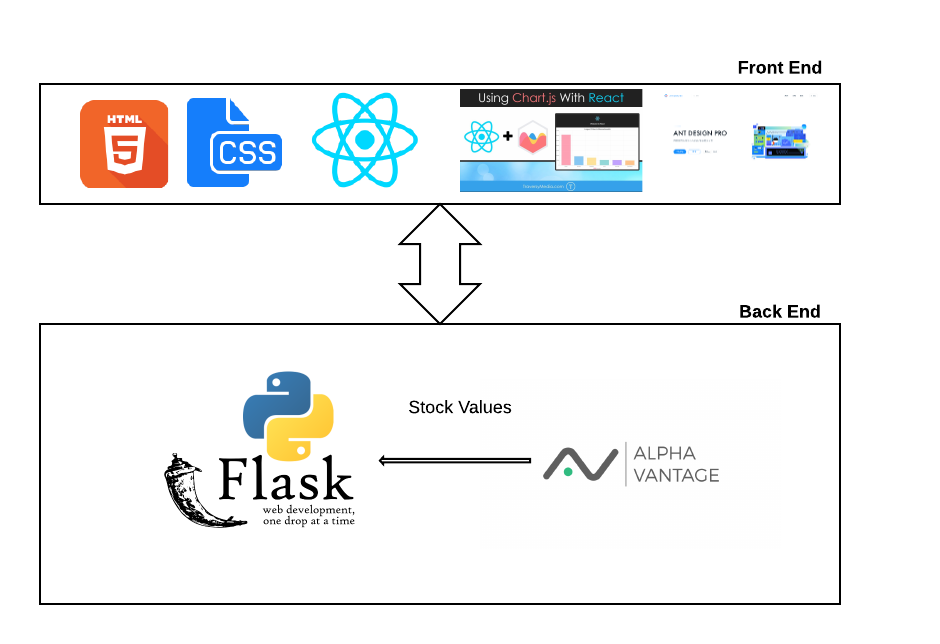 Front End
HTML
5
CSS
Using Chart.js With React
ANT DESIGN PRO
Back End
Stock Values
Flask
web development,
one drop at a time
ALPHA
VANTAGE